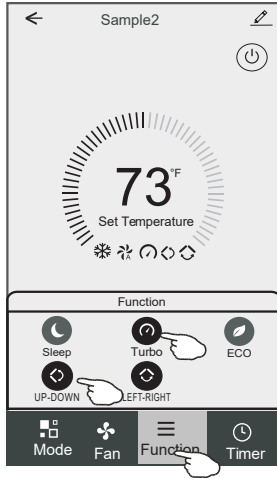 Sample2
73°F
Set Temperature
A
Function
Sleep Turbo ECO
UP-DOWN LEFT-RIGHT
Mode Fan Function Timer